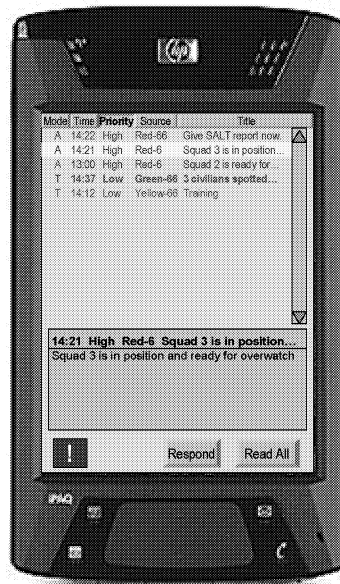 hp
Mode Time Priority Source Title
A 14:22 High Red-66 Give SALT report now.
A 14:21 High Red-6 Squad 3 is in position...
A 13:00 High Red-6 Squad 2 is ready for...
T 14:37 Low Green-66 3 civilians spotted...
T 14:12 Low Yellow-66 Training
14:21 High Red-6 Squad 3 is in position...
Squad 3 is in position and ready for overwatch
!
Respond Read All
iPAQ